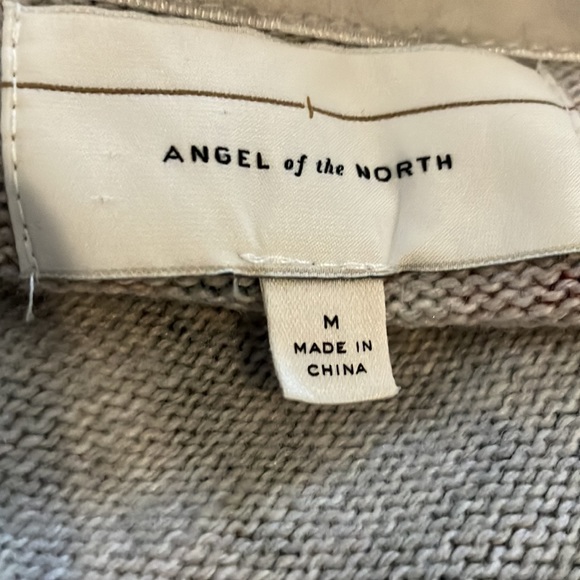 ANGEL of the NORTH
M
MADE IN
CHINA